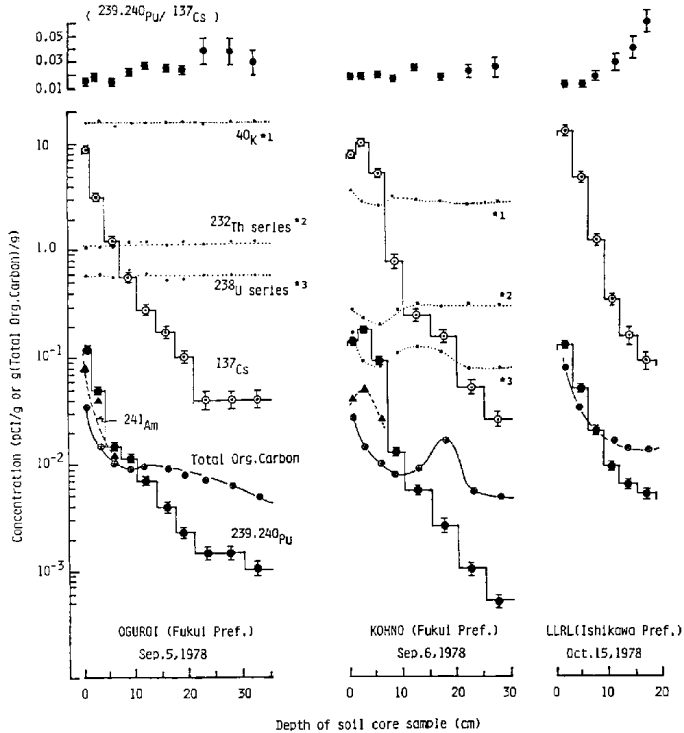 ( 239.240Pu/ 137Cs )
0.05
0.03
0.01
10
1.0
10-1
10-2
10-3
40K*1
232Th series*2
238U series*3
137Cs
241Am
Total Org.Carbon
239.240Pu
*1
*2
*3
Concentration (pCi/g or g(Total Org.Carbon)/g)
OGUROI (Fukui Pref.)
Sep.5,1978
KOHNO (Fukui Pref.)
Sep.6,1978
LLRL(Ishikawa Pref.)
Oct.15,1978
0 10 20 30
0 10 20 30
0 10 20
Depth of soil core sample (cm)